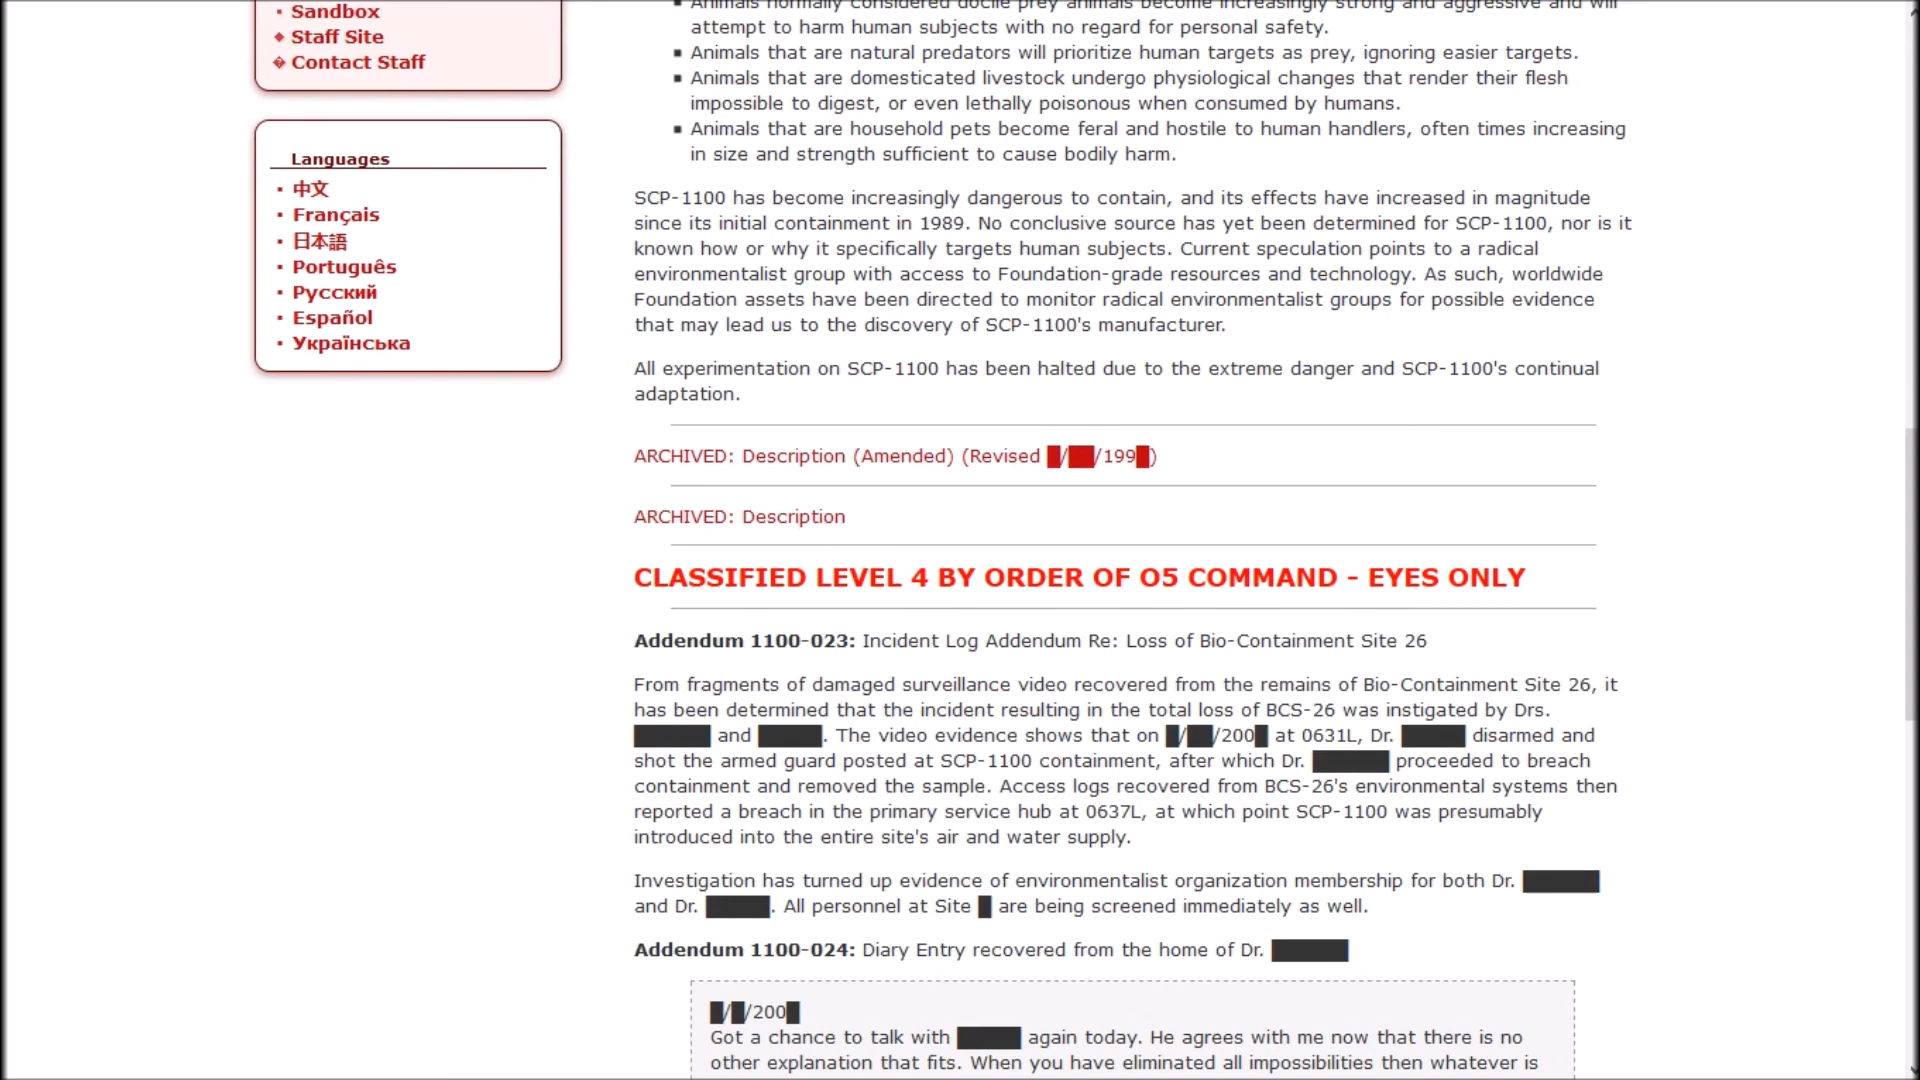 Sandbox
Staff Site
Contact Staff
Languages
中文
Français
日本語
Português
Русский
Español
Українська
Animals normally considered docile prey animals become increasingly strong and aggressive and will
attempt to harm human subjects with no regard for personal safety.
Animals that are natural predators will prioritize human targets as prey, ignoring easier targets.
Animals that are domesticated livestock undergo physiological changes that render their flesh
impossible to digest, or even lethally poisonous when consumed by humans.
Animals that are household pets become feral and hostile to human handlers, often times increasing
in size and strength sufficient to cause bodily harm.
SCP-1100 has become increasingly dangerous to contain, and its effects have increased in magnitude
since its initial containment in 1989. No conclusive source has yet been determined for SCP-1100, nor is it
known how or why it specifically targets human subjects. Current speculation points to a radical
environmentalist group with access to Foundation-grade resources and technology. As such, worldwide
Foundation assets have been directed to monitor radical environmentalist groups for possible evidence
that may lead us to the discovery of SCP-1100's manufacturer.
All experimentation on SCP-1100 has been halted due to the extreme danger and SCP-1100's continual
adaptation.
ARCHIVED: Description (Amended) (Revised █/██/199█)
ARCHIVED: Description
CLASSIFIED LEVEL 4 BY ORDER OF O5 COMMAND - EYES ONLY
Addendum 1100-023: Incident Log Addendum Re: Loss of Bio-Containment Site 26
From fragments of damaged surveillance video recovered from the remains of Bio-Containment Site 26, it
has been determined that the incident resulting in the total loss of BCS-26 was instigated by Drs.
██████ and █████. The video evidence shows that on █/██/200█ at 0631L, Dr. █████ disarmed and
shot the armed guard posted at SCP-1100 containment, after which Dr. ██████ proceeded to breach
containment and removed the sample. Access logs recovered from BCS-26's environmental systems then
reported a breach in the primary service hub at 0637L, at which point SCP-1100 was presumably
introduced into the entire site's air and water supply.
Investigation has turned up evidence of environmentalist organization membership for both Dr. ██████
and Dr. █████. All personnel at Site █ are being screened immediately as well.
Addendum 1100-024: Diary Entry recovered from the home of Dr. ██████
█/█/200█
Got a chance to talk with █████ again today. He agrees with me now that there is no
other explanation that fits. When you have eliminated all impossibilities then whatever is